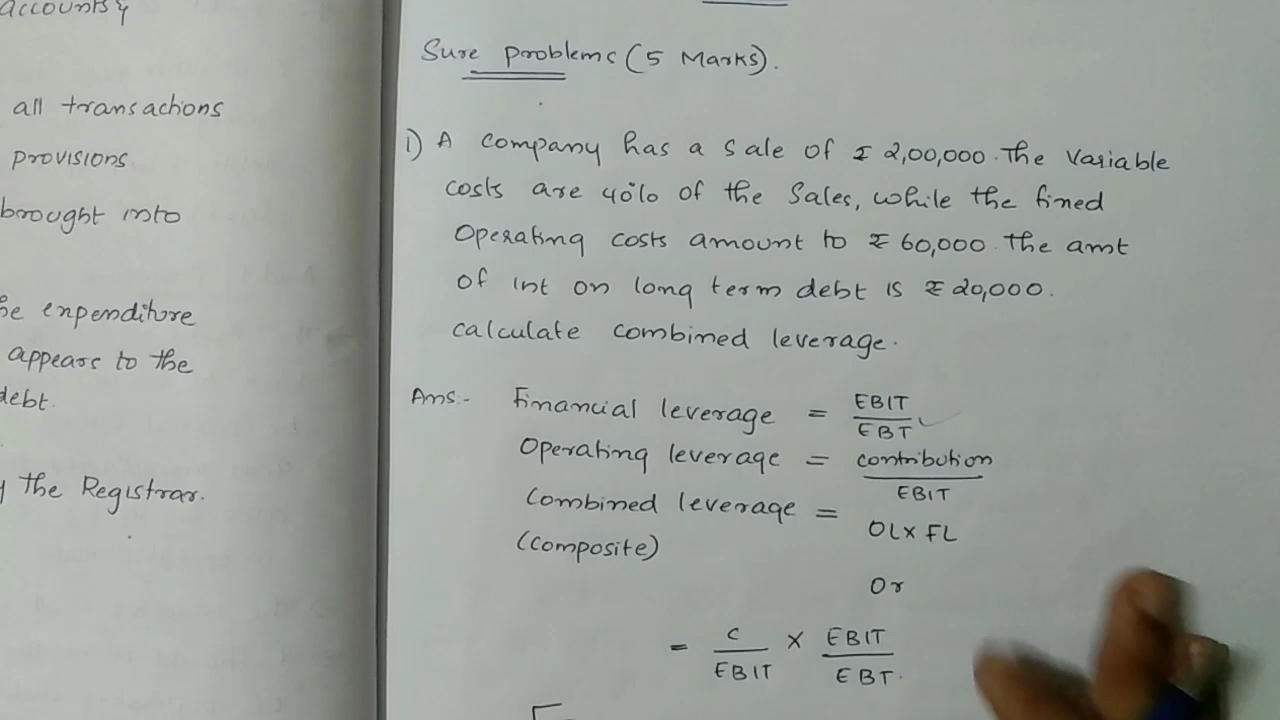 accounts y
all transactions
provisions
brought into
he expenditure
appears to the
debt.
the Registrar.
Sure problems (5 Marks).
1) A company has a sale of ₹ 2,00,000. The variable
costs are 40% of the sales, while the fixed
operating costs amount to ₹ 60,000. The amt
of int on long term debt is ₹ 20,000.
calculate combined leverage.
Ans:- Financial leverage = EBIT
EBT
Operating leverage = contribution
EBIT
Combined leverage = OL x FL
(composite)
Or
= C x EBIT
EBIT EBT.